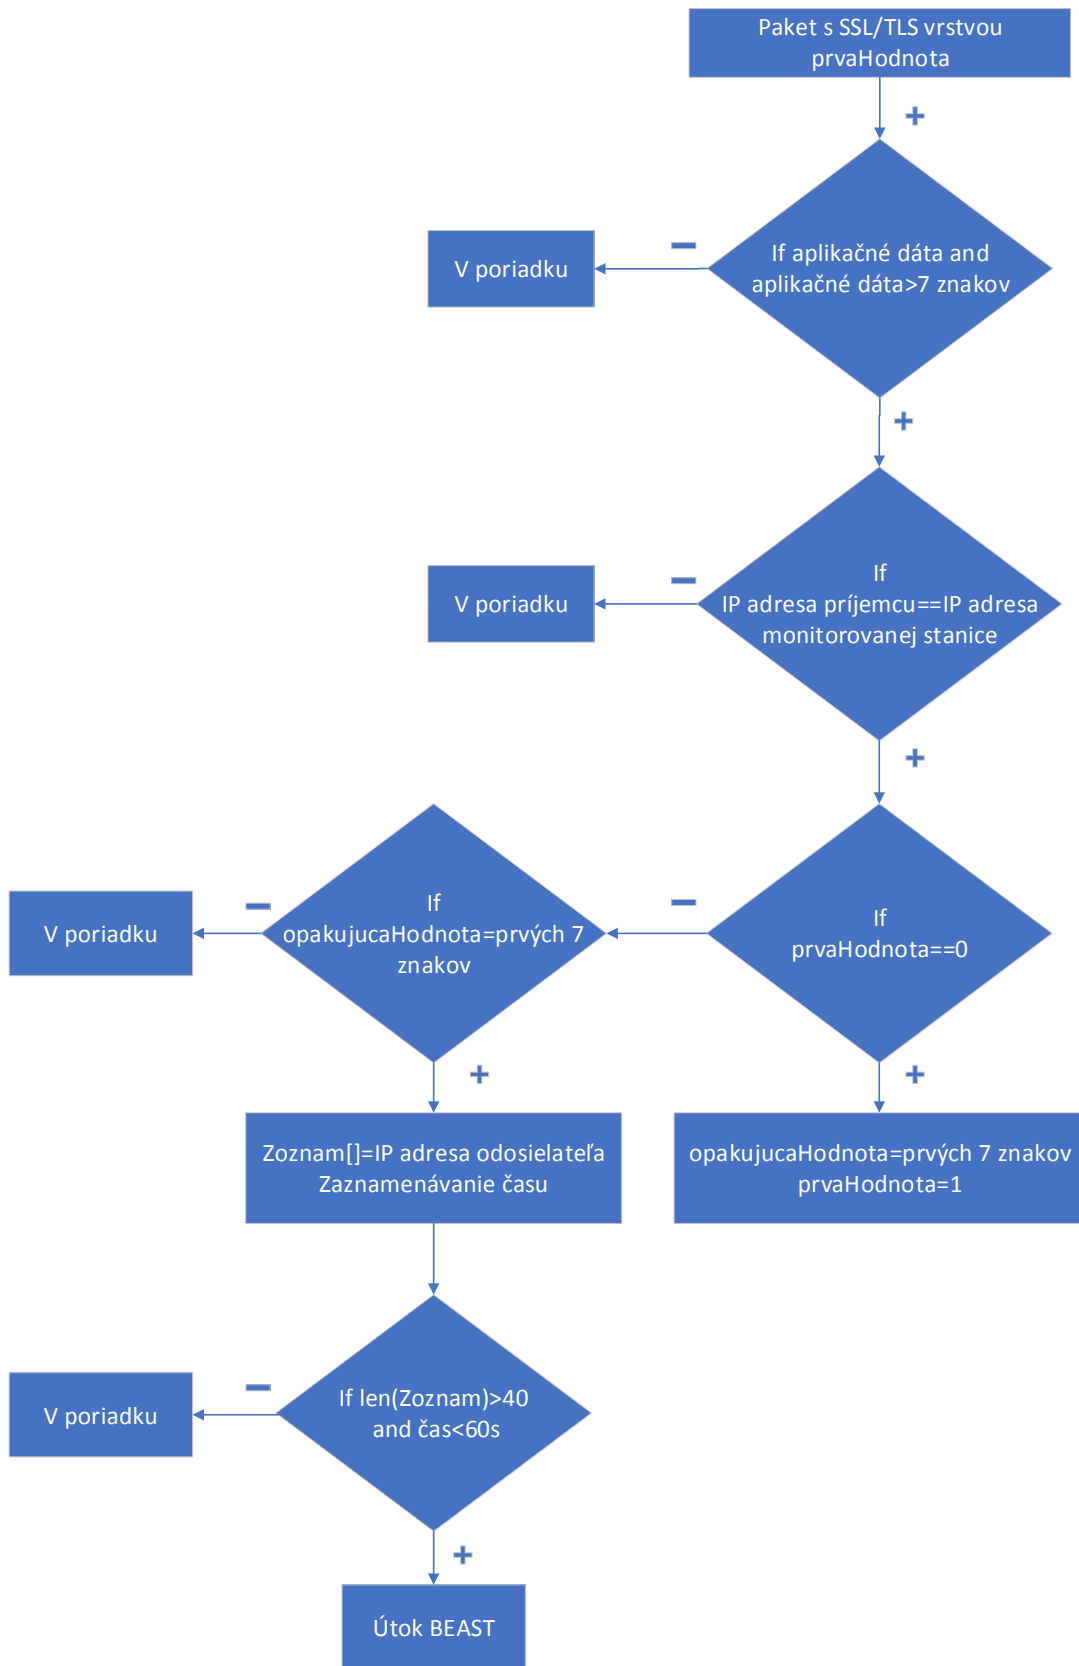 Paket s SSL/TLS vrstvou
prvaHodnota
+
If aplikačné dáta and
aplikačné dáta>7 znakov
−
V poriadku
+
If
IP adresa príjemcu==IP adresa
monitorovanej stanice
−
V poriadku
+
If
prvaHodnota==0
−
If
opakujucaHodnota=prvých 7
znakov
−
V poriadku
+
opakujucaHodnota=prvých 7 znakov
prvaHodnota=1
+
Zoznam[]=IP adresa odosielateľa
Zaznamenávanie času
If len(Zoznam)>40
and čas<60s
−
V poriadku
+
Útok BEAST